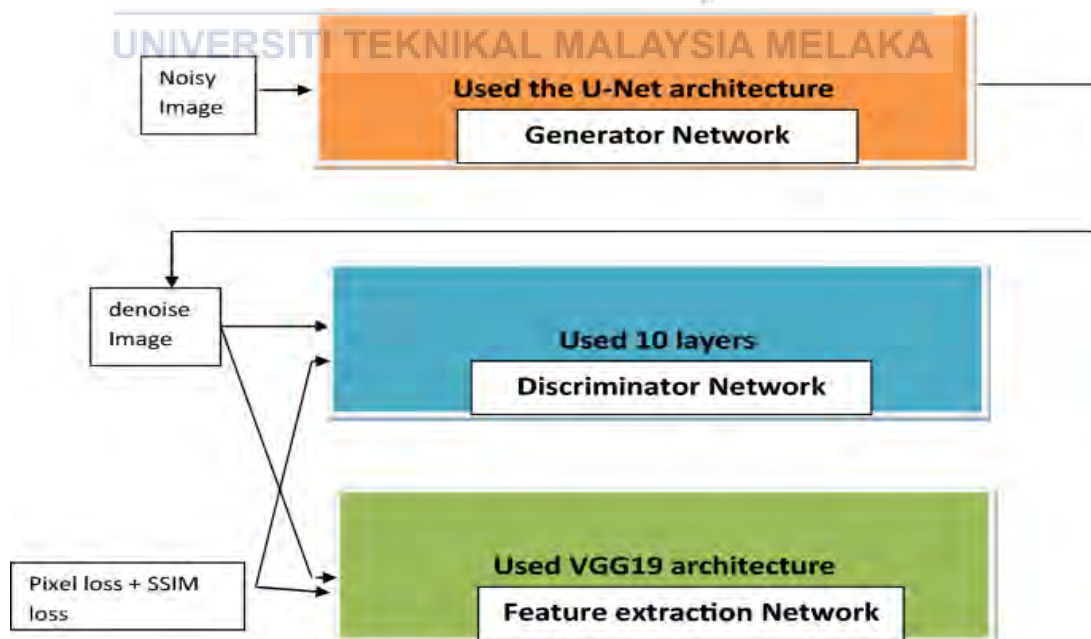 UNIVERSITI TEKNIKAL MALAYSIA MELAKA
Noisy
Image
Used the U-Net architecture
Generator Network
denoise
Image
Used 10 layers
Discriminator Network
Pixel loss + SSIM
loss
Used VGG19 architecture
Feature extraction Network